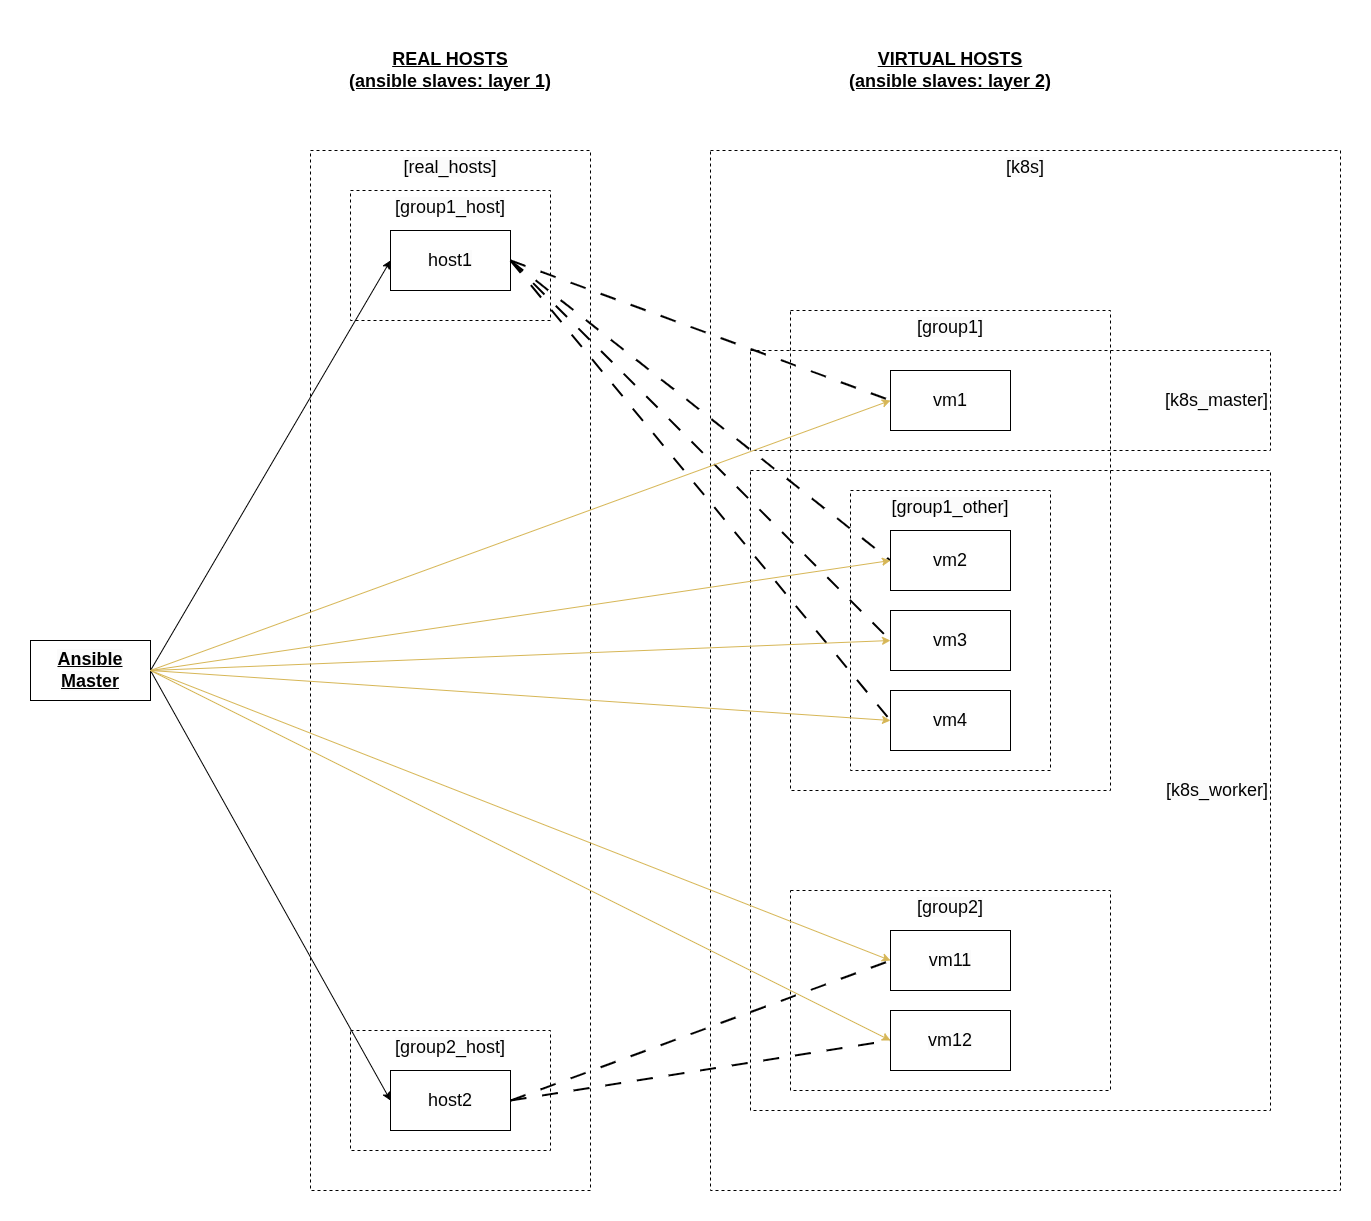 REAL HOSTS
(ansible slaves: layer 1)
VIRTUAL HOSTS
(ansible slaves: layer 2)
[real_hosts]
[k8s]
[group1_host]
host1
[group1]
vm1
[k8s_master]
[group1_other]
vm2
vm3
Ansible
Master
vm4
[k8s_worker]
[group2]
vm11
vm12
[group2_host]
host2